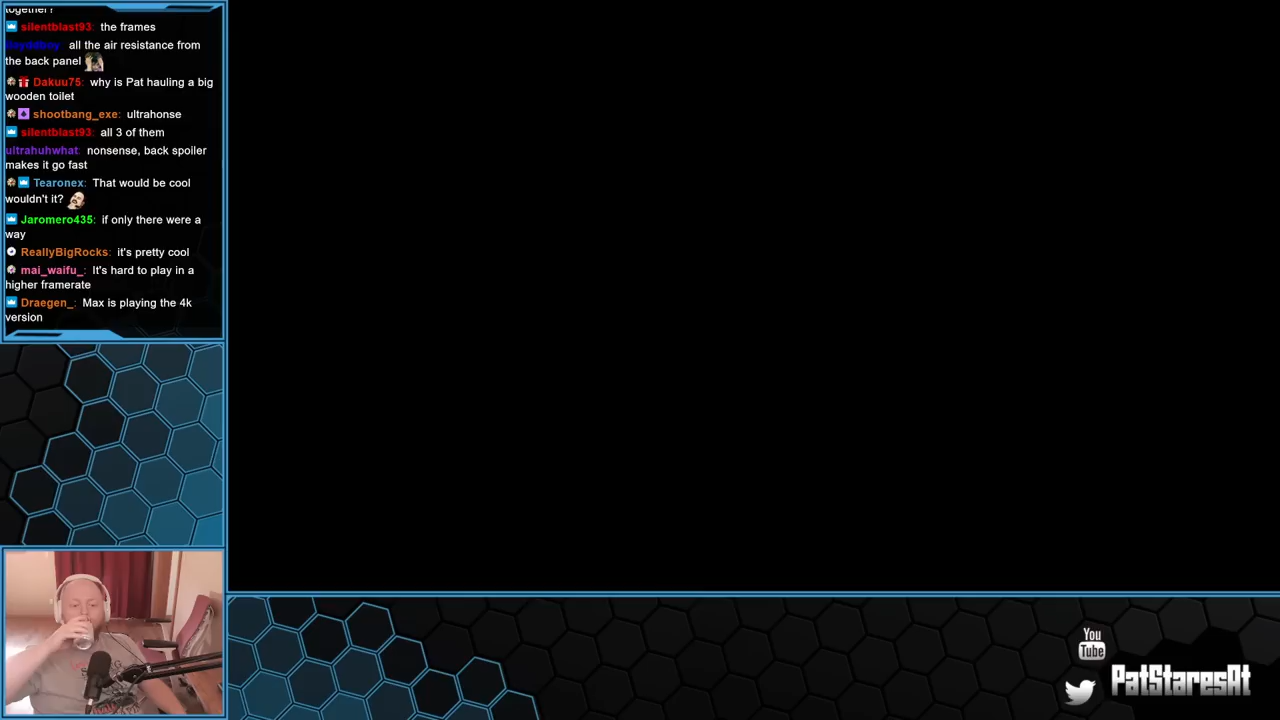 together?
silentblast93: the frames
all the air resistance from
the back panel
Dakuu75: why is Pat hauling a big
wooden toilet
shootbang_exe: ultrahonse
silentblast93: all 3 of them
ultrahuhwhat: nonsense, back spoiler
makes it go fast
Tearonex: That would be cool
wouldn't it?
Jaromero435: if only there were a
way
ReallyBigRocks: it's pretty cool
mai_waifu_: It's hard to play in a
higher framerate
Draegen_: Max is playing the 4k
version
You
Tube
PatStaresAt